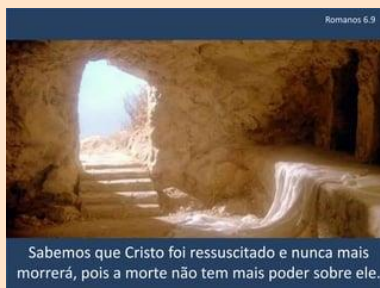 Romanos 6.9
Sabemos que Cristo foi ressuscitado e nunca mais
morrerá, pois a morte não tem mais poder sobre ele.